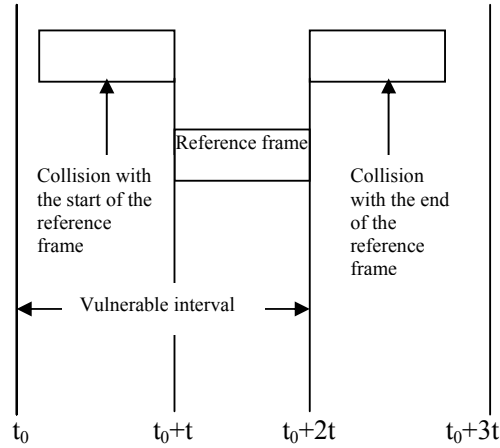 Reference frame
Collision with
the start of the
reference
frame
Collision
with the end
of the
reference
frame
Vulnerable interval
t₀
t₀+t
t₀+2t
t₀+3t